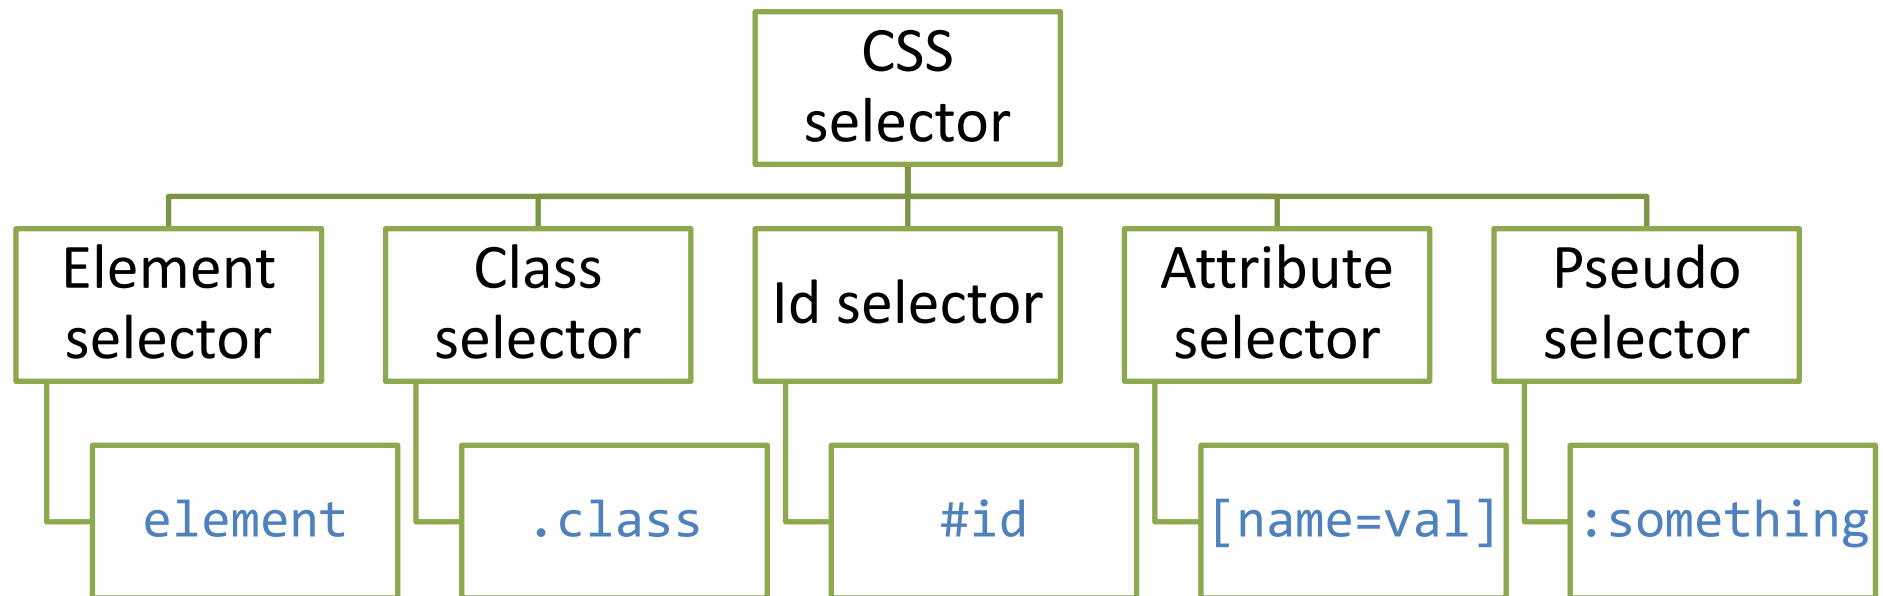 CSS
selector
Element
selector
Class
selector
Id selector
Attribute
selector
Pseudo
selector
element
.class
#id
[name=val]
:something